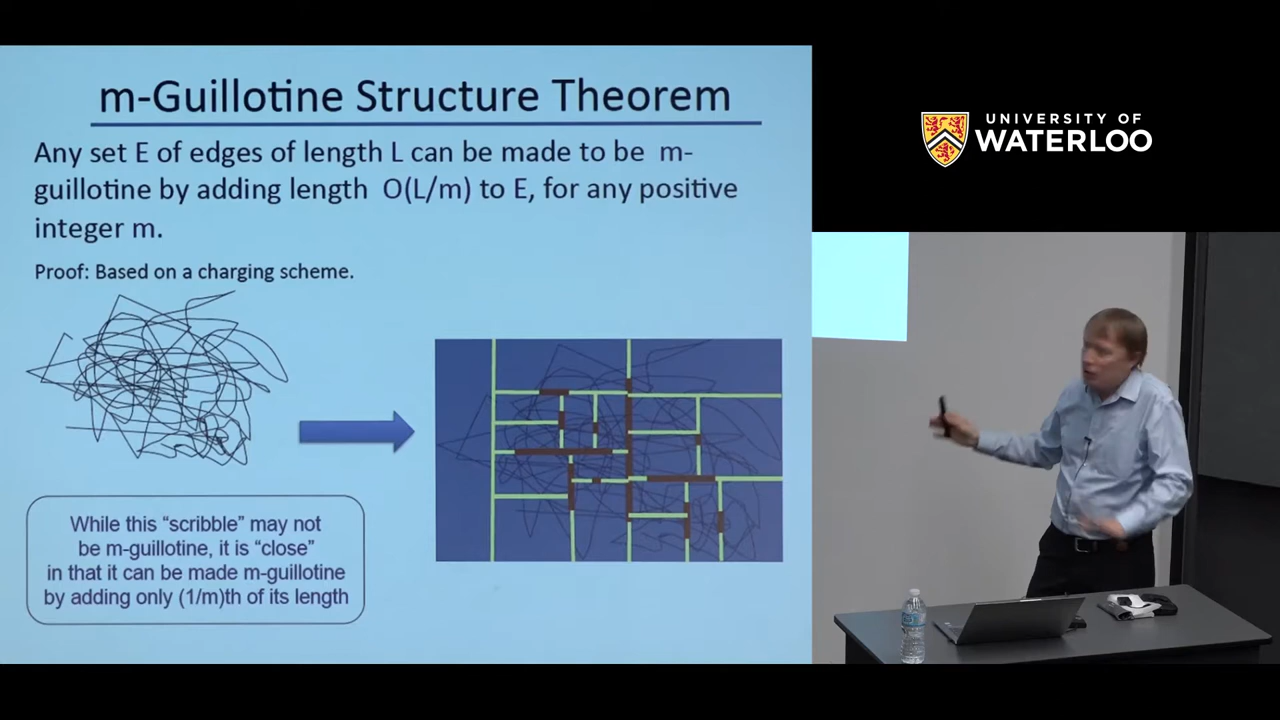 m-Guillotine Structure Theorem
Any set E of edges of length L can be made to be m-
guillotine by adding length O(L/m) to E, for any positive
integer m.
Proof: Based on a charging scheme.
While this “scribble” may not
be m-guillotine, it is “close”
in that it can be made m-guillotine
by adding only (1/m)th of its length
UNIVERSITY OF
WATERLOO